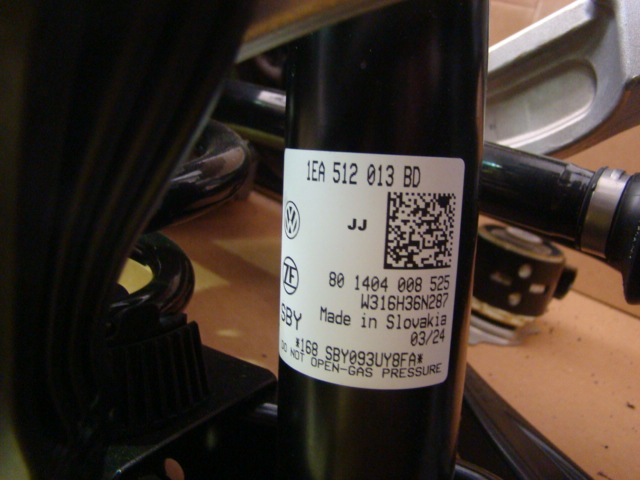 1EA 512 013 BD
JJ
ZF
80 1404 008 525
W316H36N287
SBY
Made in Slovakia
03/24
*168 SBY093UY8FA*
DO NOT OPEN-GAS PRESSURE